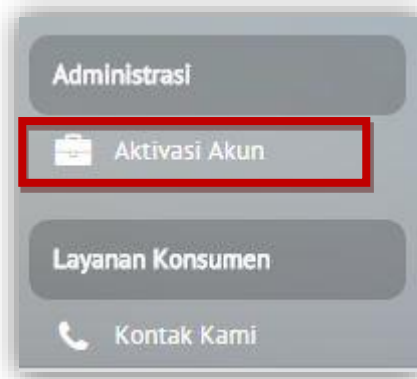 Administrasi
Aktivasi Akun
Layanan Konsumen
Kontak Kami